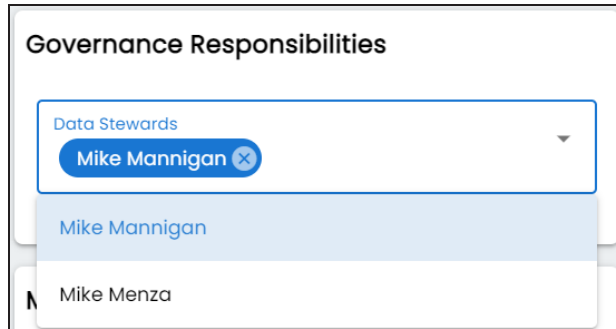 Governance Responsibilities
Data Stewards
Mike Mannigan
Mike Mannigan
Mike Menza